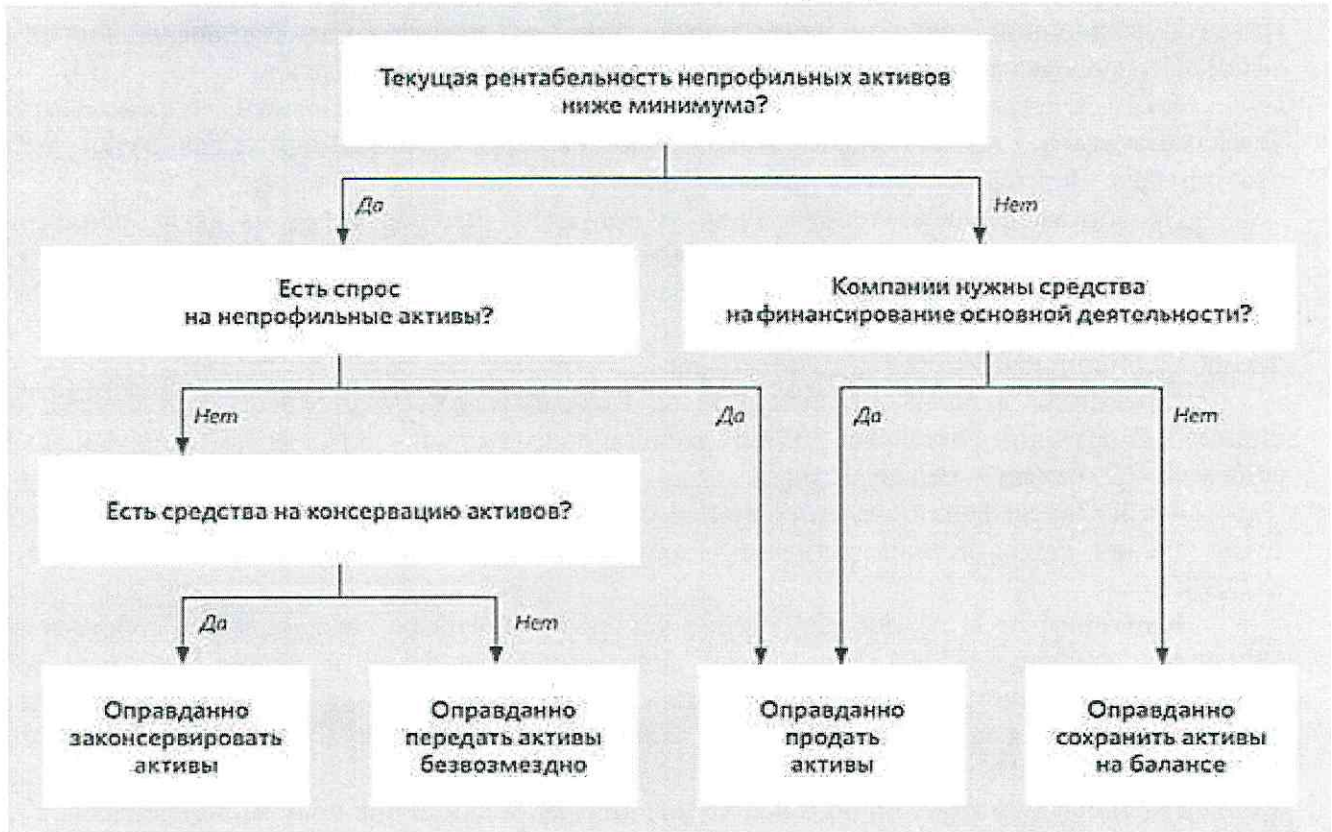 Текущая рентабельность непрофильных активов
ниже минимума?
Да
Нет
Есть спрос
на непрофильные активы?
Компании нужны средства
на финансирование основной деятельности?
Нет
Да
Да
Нет
Есть средства на консервацию активов?
Да
Нет
Оправданно
законсервировать
активы
Оправданно
передать активы
безвозмездно
Оправданно
продать
активы
Оправданно
сохранить активы
на балансе